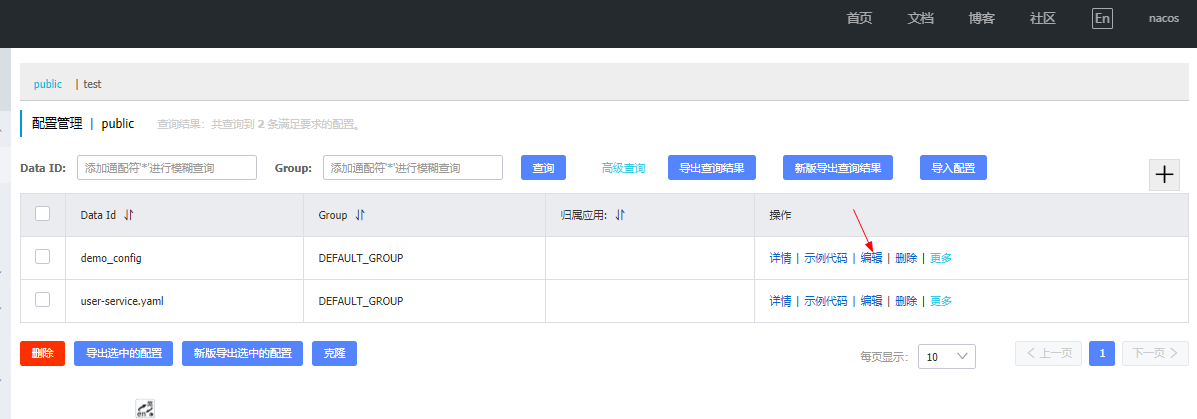 首页 文档 博客 社区 En nacos
public | test
配置管理 | public 查询结果：共查询到 2 条满足要求的配置。
Data ID: 添加通配符'*'进行模糊查询 Group: 添加通配符'*'进行模糊查询 查询 高级查询 导出查询结果 新版导出查询结果 导入配置
Data Id Group 归属应用: 操作
demo_config DEFAULT_GROUP 详情 | 示例代码 | 编辑 | 删除 | 更多
user-service.yaml DEFAULT_GROUP 详情 | 示例代码 | 编辑 | 删除 | 更多
删除 导出选中的配置 新版导出选中的配置 克隆 每页显示: 10 上一页 1 下一页